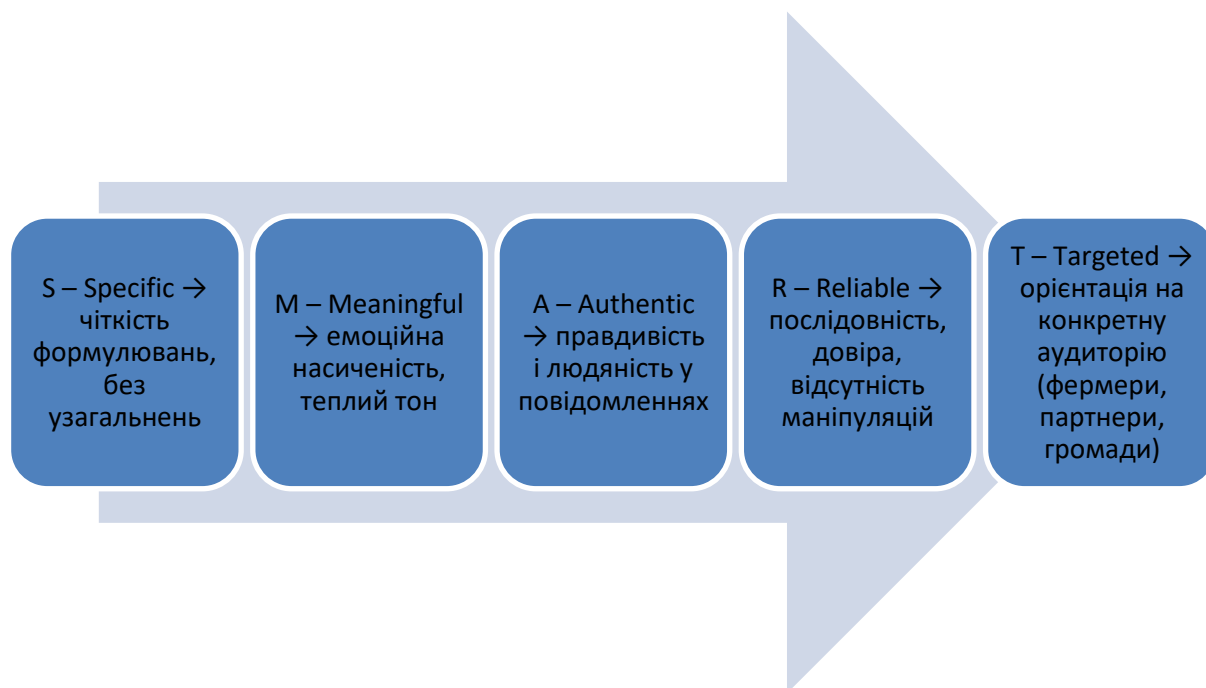 S – Specific →
чіткість
формулювань,
без
узагальнень
M – Meaningful
→ емоційна
насиченість,
теплий тон
A – Authentic
→ правдивість
і людяність у
повідомленнях
R – Reliable →
послідовність,
довіра,
відсутність
маніпуляцій
T – Targeted →
орієнтація на
конкретну
аудиторію
(фермери,
партнери,
громади)